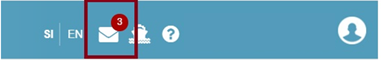 SI | EN 3 ?